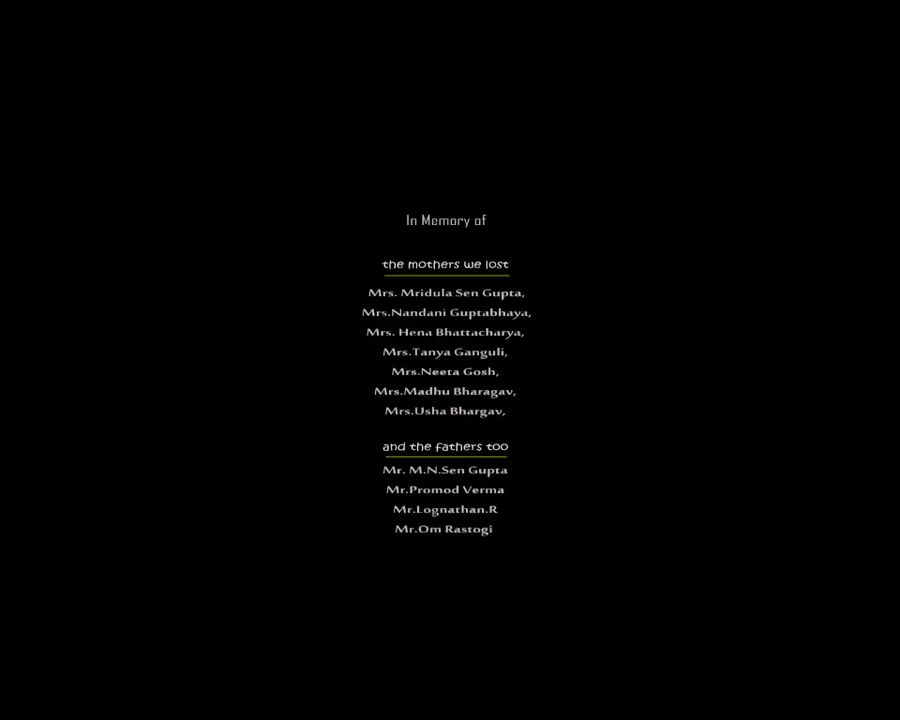 In Memory of
the mothers we lost
Mrs. Mridula Sen Gupta,
Mrs.Nandani Guptabhaya,
Mrs. Hena Bhattacharya,
Mrs.Tanya Ganguli,
Mrs.Neeta Gosh,
Mrs.Madhu Bharagav,
Mrs.Usha Bhargav,
and the fathers too
Mr. M.N.Sen Gupta
Mr.Promod Verma
Mr.Lognathan.R
Mr.Om Rastogi